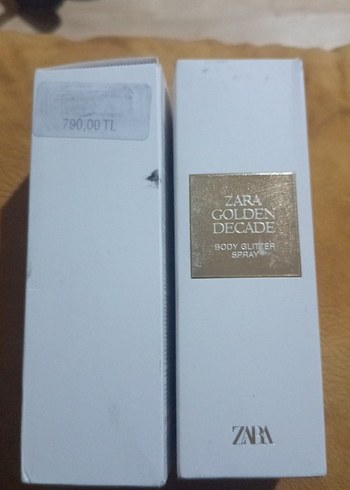 790,00 TL
ZARA
GOLDEN
DECADE
BODY GLITTER
SPRAY
ZARA